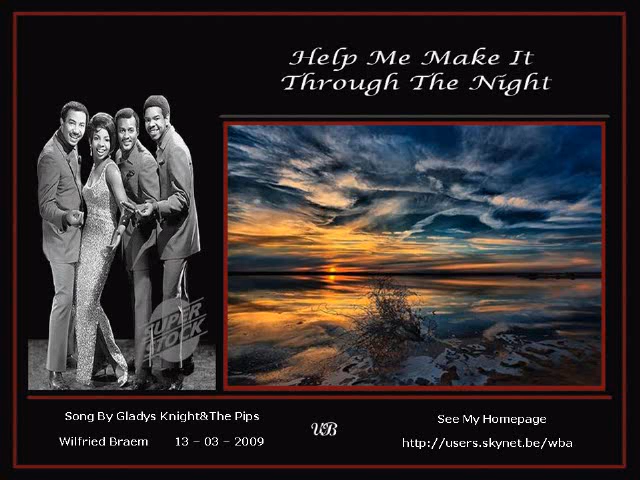 Help Me Make It
Through The Night
SUPER
STOCK
Song By Gladys Knight&The Pips
Wilfried Braem 13 - 03 - 2009
WB
See My Homepage
http://users.skynet.be/wba